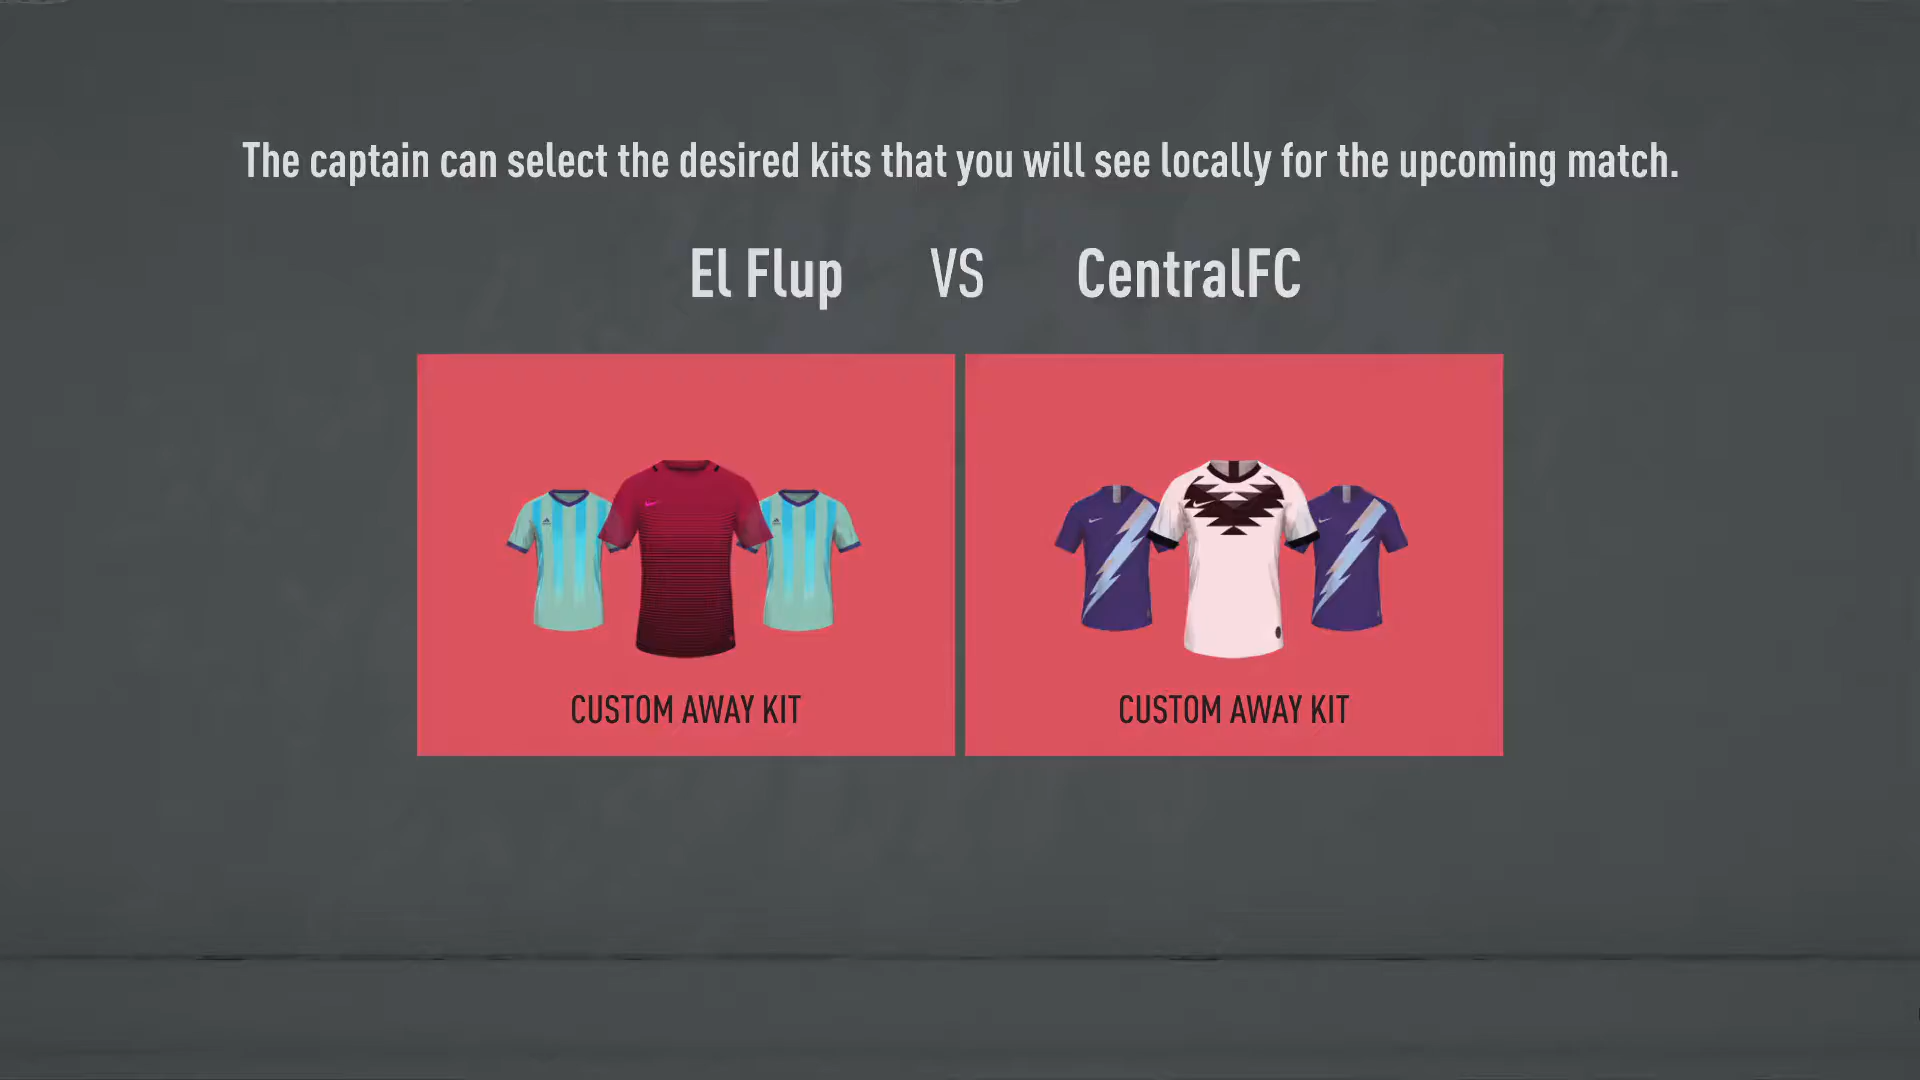 The captain can select the desired kits that you will see locally for the upcoming match.
El Flup VS CentralFC
CUSTOM AWAY KIT CUSTOM AWAY KIT